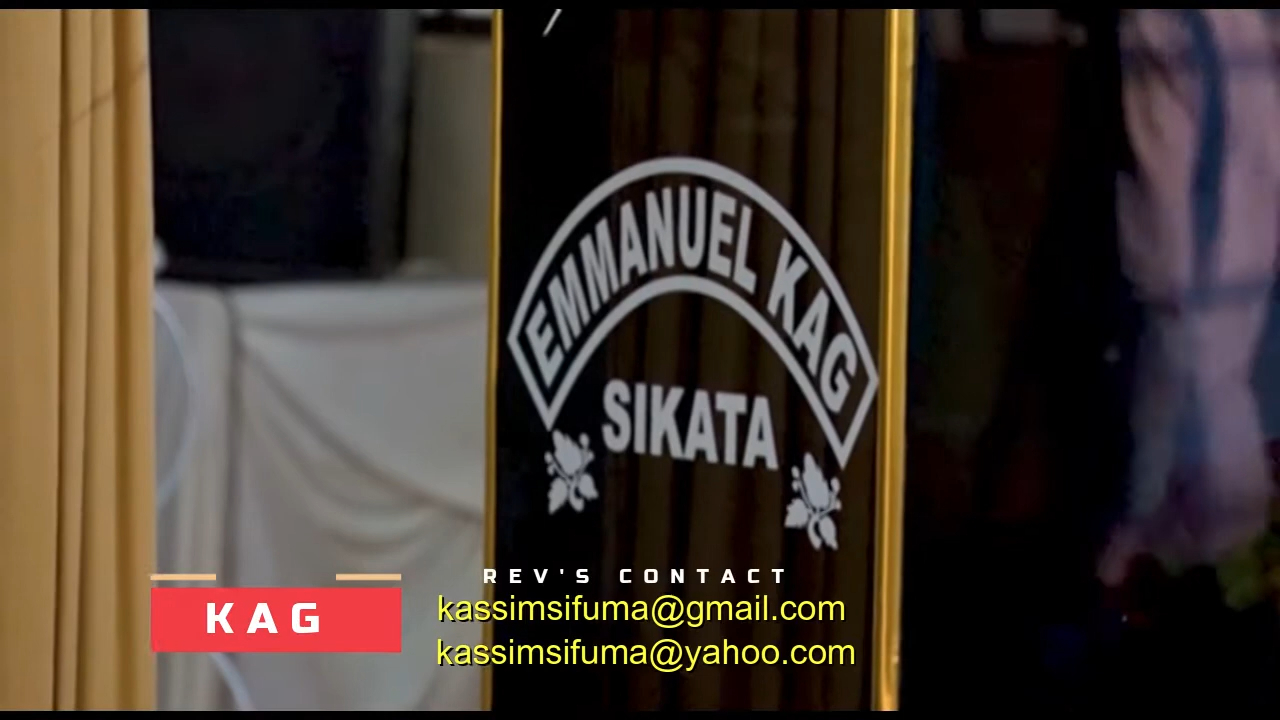 EMMANUEL KAG
SIKATA
REV'S CONTACT
KAG
kassimsifuma@gmail.com
kassimsifuma@yahoo.com